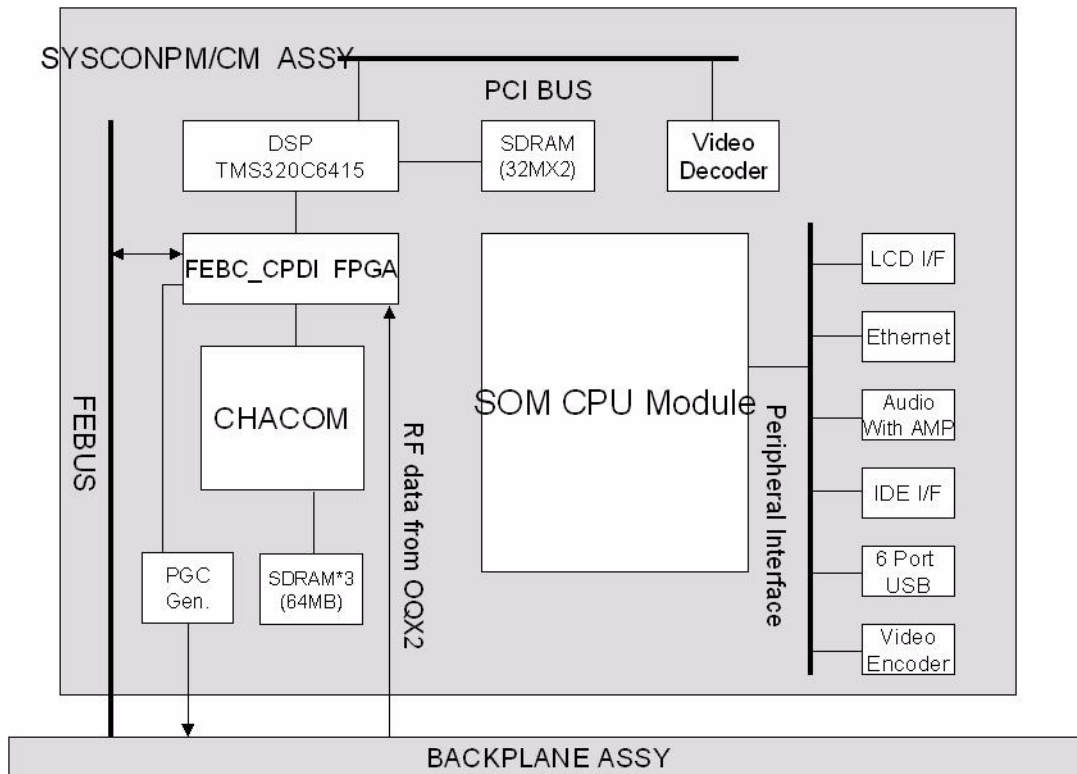 SYSCONPM/CM ASSY
PCI BUS
DSP
TMS320C6415
SDRAM
(32MX2)
Video
Decoder
FEBC_CPDI FPGA
SOM CPU Module
LCD I/F
Ethernet
CHACOM
Audio
With AMP
FEBUS
RF data from OQX2
Peripheral Interface
IDE I/F
PGC
Gen.
SDRAM*3
(64MB)
6 Port
USB
Video
Encoder
BACKPLANE ASSY